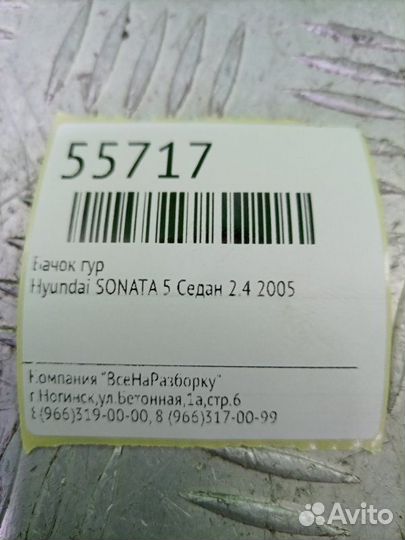 55717
Бачок гур
Hyundai SONATA 5 Седан 2.4 2005
Компания "ВсеНаРазборку"
г.Ногинск,ул.Бетонная,1а,стр.6
8 (966)319-00-00, 8 (966)317-00-99
Avito